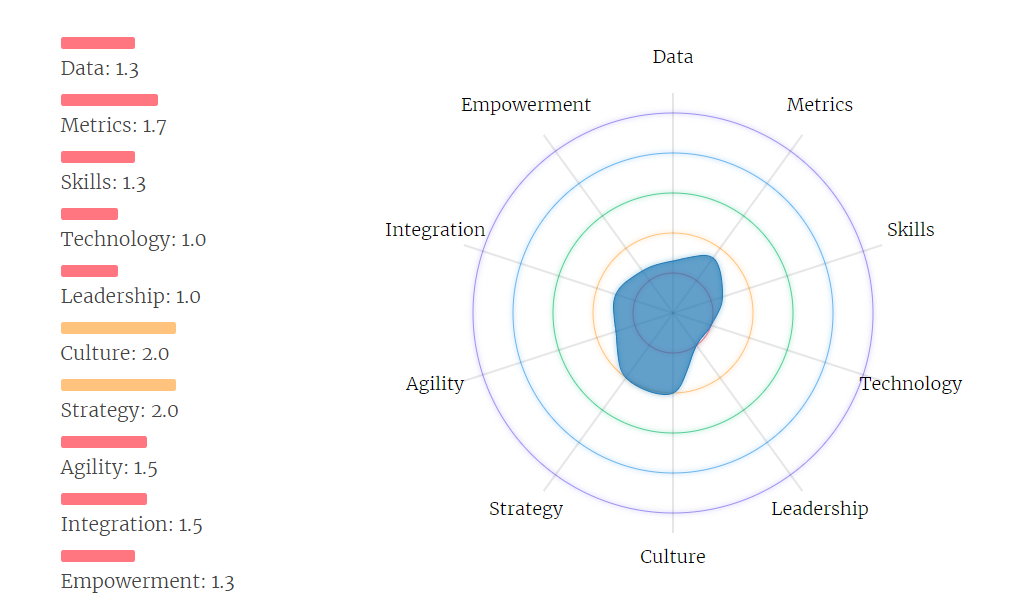 Data: 1.3
Metrics: 1.7
Skills: 1.3
Technology: 1.0
Leadership: 1.0
Culture: 2.0
Strategy: 2.0
Agility: 1.5
Integration: 1.5
Empowerment: 1.3
Data
Empowerment
Metrics
Integration
Skills
Agility
Technology
Strategy
Leadership
Culture